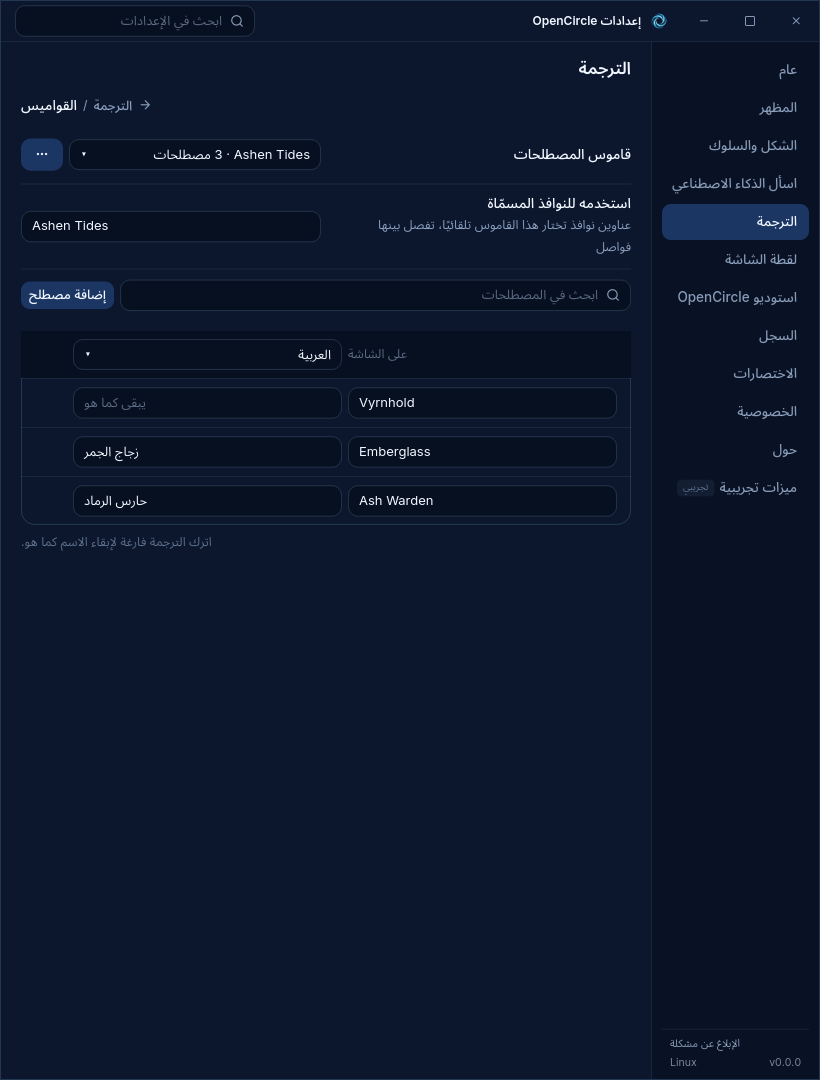 إعدادات OpenCircle
ابحث في الإعدادات
عام
المظهر
الشكل والسلوك
اسأل الذكاء الاصطناعي
الترجمة
لقطة الشاشة
استوديو OpenCircle
السجل
الاختصارات
الخصوصية
حول
ميزات تجريبية تجريبي
الإبلاغ عن مشكلة
v0.0.0 Linux
الترجمة
→ الترجمة / القواميس
قاموس المصطلحات
Ashen Tides · 3 مصطلحات
···
استخدمه للنوافذ المسمّاة
عناوين نوافذ تختار هذا القاموس تلقائيًا، تفصل بينها
فواصل
Ashen Tides
ابحث في المصطلحات
إضافة مصطلح
على الشاشة
العربية
Vyrnhold
يبقى كما هو
Emberglass
زجاج الجمر
Ash Warden
حارس الرماد
اترك الترجمة فارغة لإبقاء الاسم كما هو.